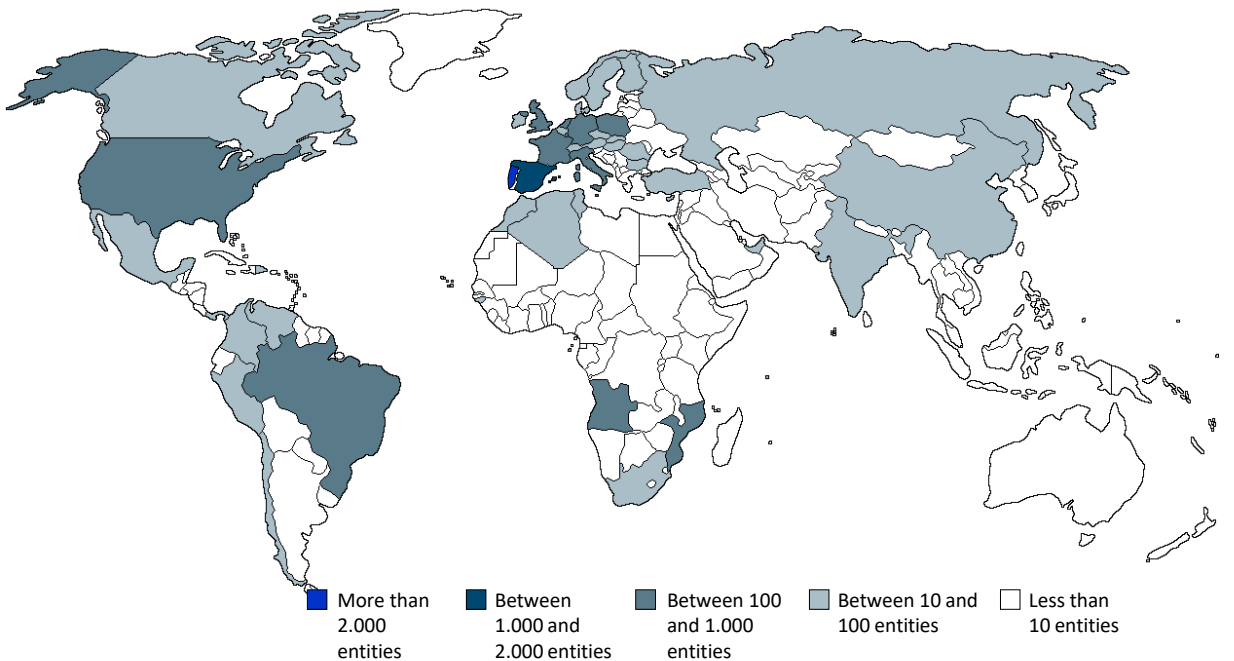 More than
2.000
entities
Between
1.000 and
2.000 entities
Between 100
and 1.000
entities
Between 10 and
100 entities
Less than
10 entities